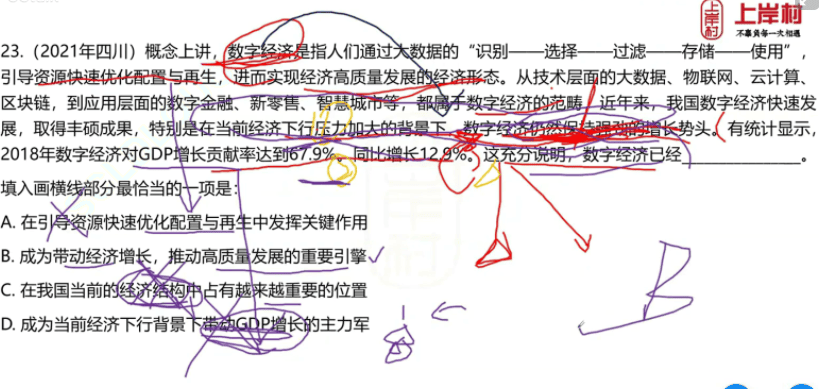 上岸村
不辜负每一次相遇
23.（2021年四川）概念上讲，数字经济是指人们通过大数据的“识别——选择——过滤——存储——使用”，
引导资源快速优化配置与再生，进而实现经济高质量发展的经济形态。从技术层面的大数据、物联网、云计算、
区块链，到应用层面的数字金融、新零售、智慧城市等，都属于数字经济的范畴。近年来，我国数字经济快速发
展，取得丰硕成果，特别是在当前经济下行压力加大的背景下，数字经济仍然保持强劲的增长势头。有统计显示，
2018年数字经济对GDP增长贡献率达到67.9%。同比增长12.9%。这充分说明，数字经济已经____________。
填入画横线部分最恰当的一项是：
A. 在引导资源快速优化配置与再生中发挥关键作用
B. 成为带动经济增长，推动高质量发展的重要引擎
C. 在我国当前的经济结构中占有越来越重要的位置
D. 成为当前经济下行背景下带动GDP增长的主力军
B